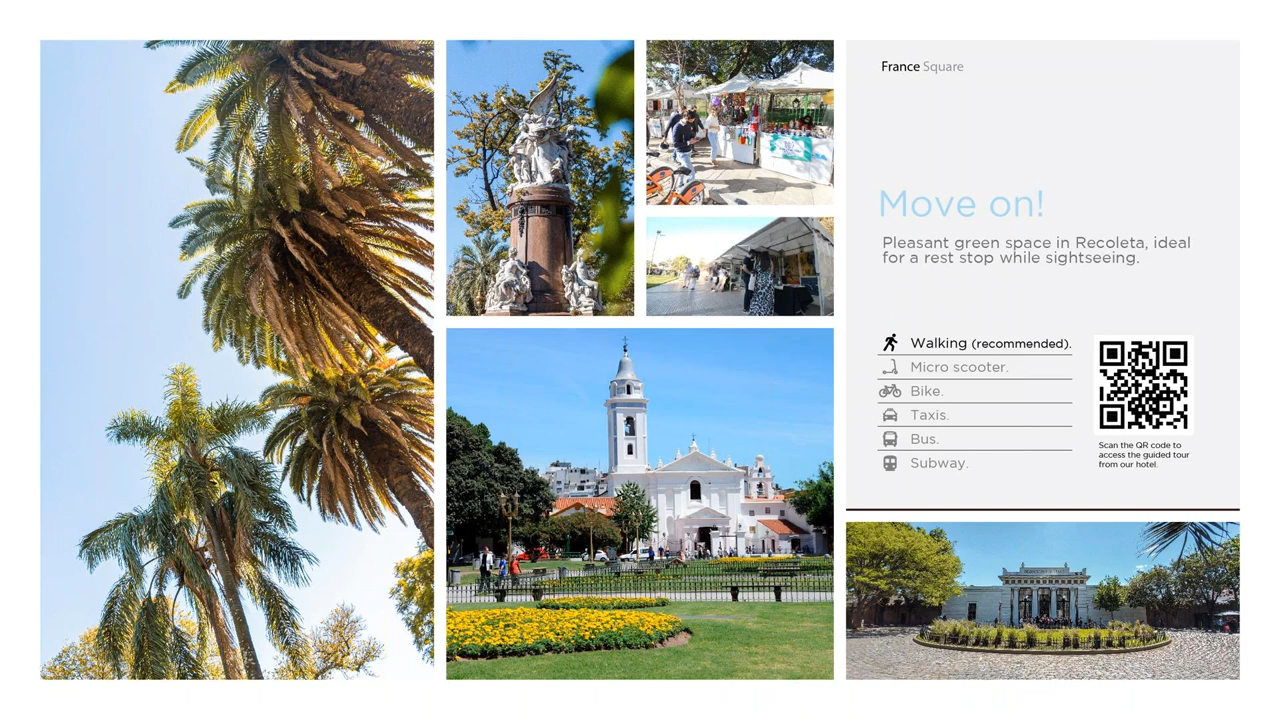 France Square
Move on!
Pleasant green space in Recoleta, ideal
for a rest stop while sightseeing.
Walking (recommended).
Micro scooter.
Bike.
Taxis.
Bus.
Subway.
Scan the QR code to
access the guided tour
from our hotel.